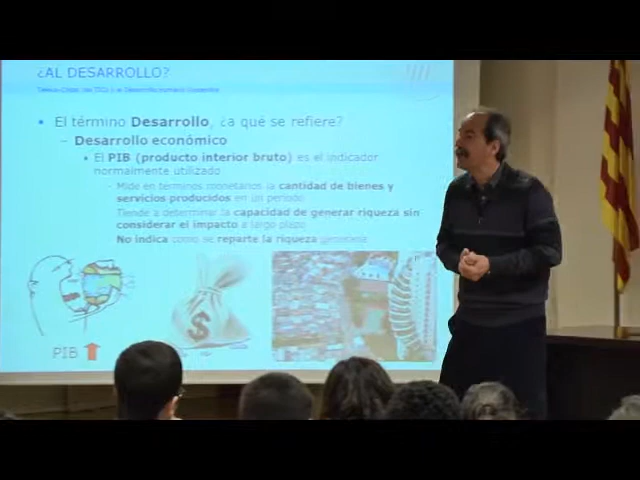 ¿AL DESARROLLO?
• El término Desarrollo, ¿a qué se refiere?
– Desarrollo económico
• El PIB (producto interior bruto) es el indicador
normalmente utilizado
- Mide en términos monetarios la cantidad de bienes y
servicios producidos en un periodo
Tiende a determinar la capacidad de generar riqueza sin
considerar el impacto a largo plazo
No indica como se reparte la riqueza generada
$
PIB